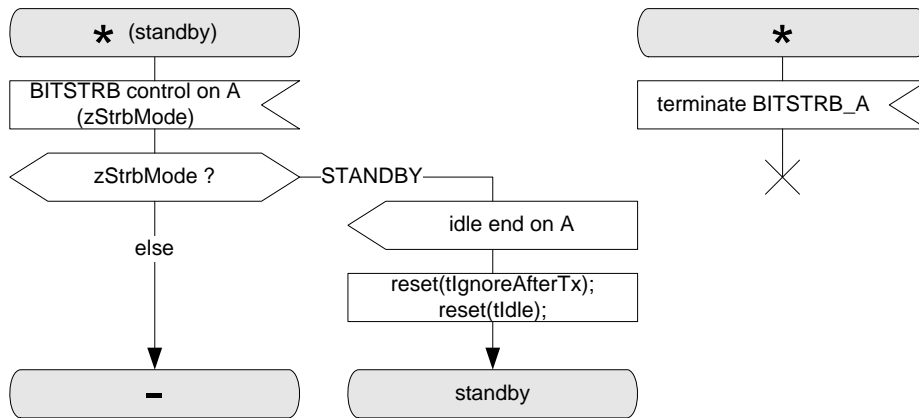 * (standby)
*
BITSTRB control on A
(zStrbMode)
terminate BITSTRB_A
zStrbMode ?
STANDBY
idle end on A
else
reset(tIgnoreAfterTx);
reset(tIdle);
-
standby